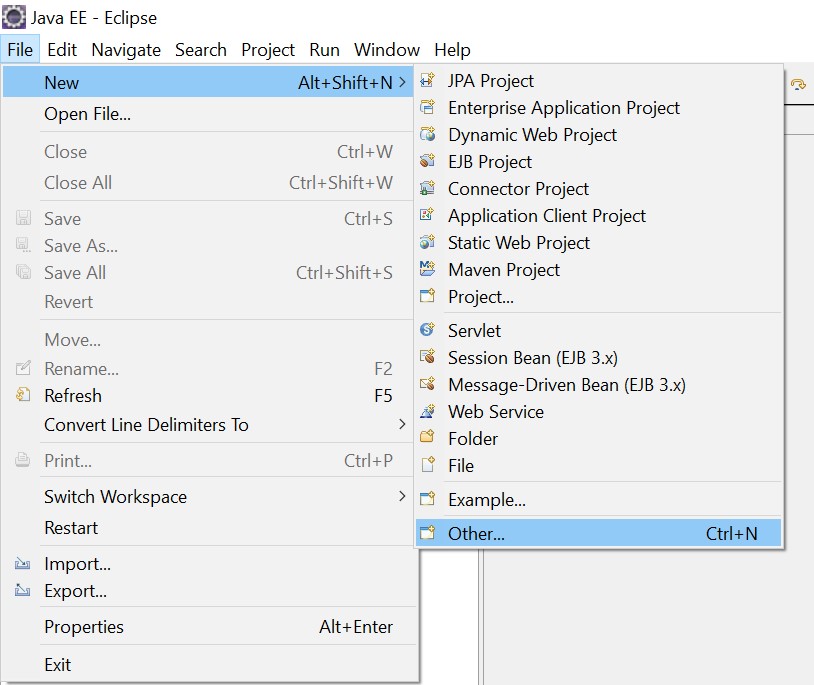 Java EE - Eclipse
File Edit Navigate Search Project Run Window Help
New Alt+Shift+N
Open File...
Close Ctrl+W
Close All Ctrl+Shift+W
Save Ctrl+S
Save As...
Save All Ctrl+Shift+S
Revert
Move...
Rename... F2
Refresh F5
Convert Line Delimiters To
Print... Ctrl+P
Switch Workspace
Restart
Import...
Export...
Properties Alt+Enter
Exit
JPA Project
Enterprise Application Project
Dynamic Web Project
EJB Project
Connector Project
Application Client Project
Static Web Project
Maven Project
Project...
Servlet
Session Bean (EJB 3.x)
Message-Driven Bean (EJB 3.x)
Web Service
Folder
File
Example...
Other... Ctrl+N